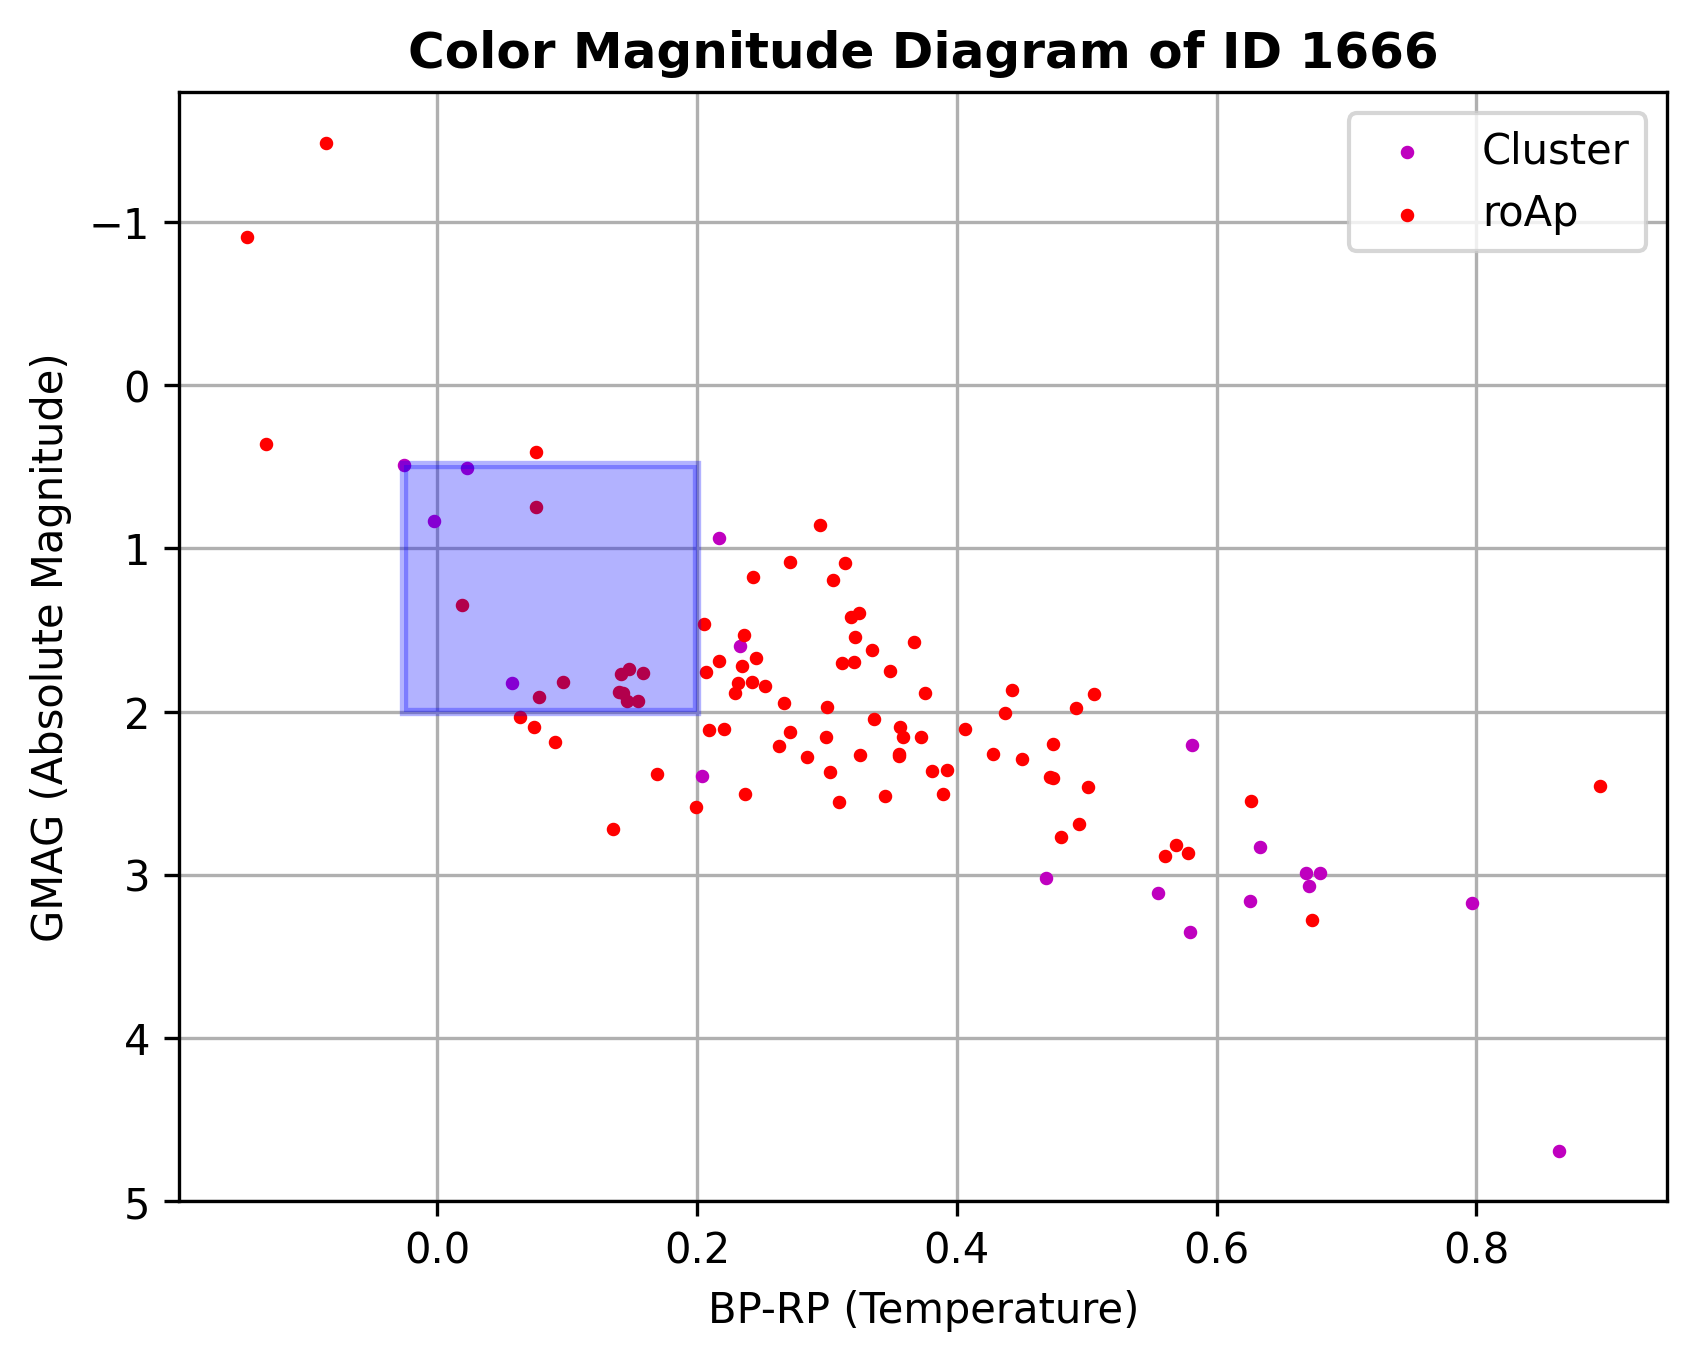 Color Magnitude Diagram of ID 1666
Cluster
roAp
GMAG (Absolute Magnitude)
−1
0
1
2
3
4
5
0.0 0.2 0.4 0.6 0.8
BP-RP (Temperature)